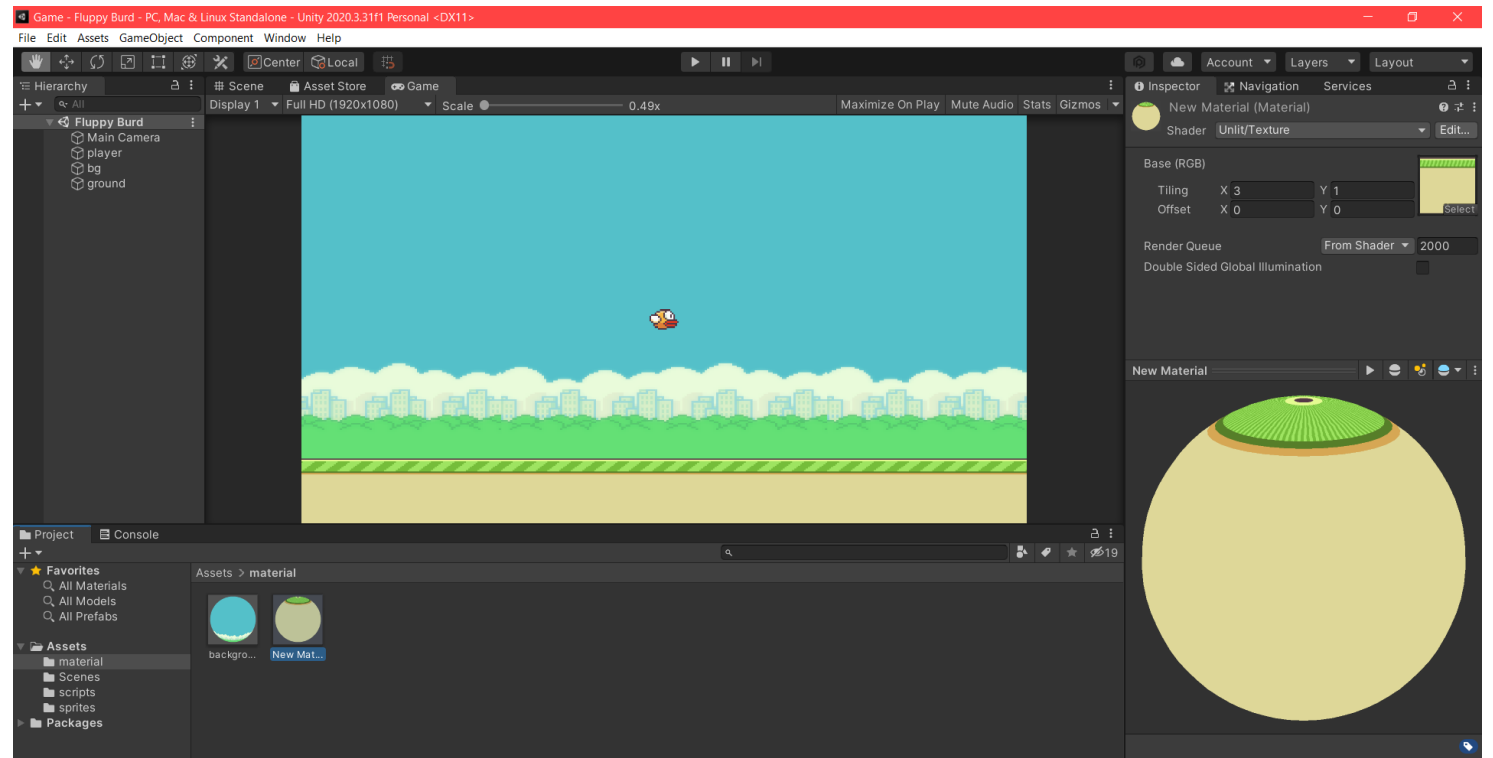 Game - Fluppy Burd - PC, Mac & Linux Standalone - Unity 2020.3.31f1 Personal <DX11>
File Edit Assets GameObject Component Window Help
Center Local Account Layers Layout
Hierarchy
All
Fluppy Burd
Main Camera
player
bg
ground
Scene Asset Store Game
Display 1 Full HD (1920x1080) Scale 0.49x Maximize On Play Mute Audio Stats Gizmos
Inspector Navigation Services
New Material (Material)
Shader Unlit/Texture Edit...
Base (RGB)
Tiling X 3 Y 1
Offset X 0 Y 0
Select
Render Queue From Shader 2000
Double Sided Global Illumination
New Material
Project Console
19
Favorites
All Materials
All Models
All Prefabs
Assets
material
Scenes
scripts
sprites
Packages
Assets > material
backgro... New Mat...